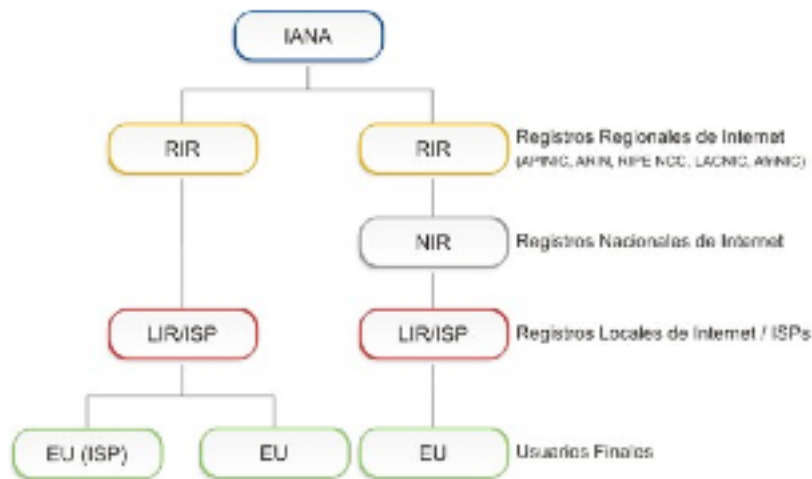 IANA
RIR
RIR
Registros Regionales de Internet
(APNIC, ARIN, RIPE NCC, LACNIC, AfriNIC)
NIR
Registros Nacionales de Internet
LIR/ISP
LIR/ISP
Registros Locales de Internet / ISPs
EU (ISP)
EU
EU
Usuarios Finales